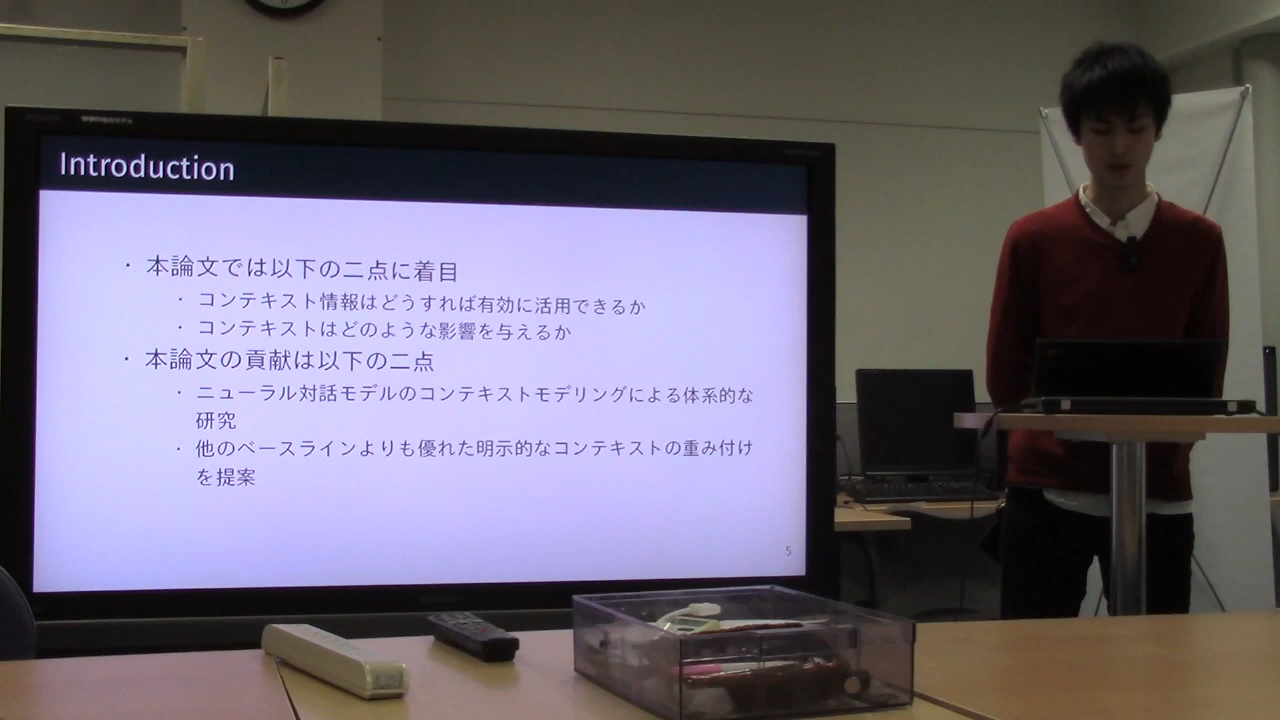 Introduction
・ 本論文では以下の二点に着目
・ コンテキスト情報はどうすれば有効に活用できるか
・ コンテキストはどのような影響を与えるか
・ 本論文の貢献は以下の二点
・ ニューラル対話モデルのコンテキストモデリングによる体系的な
研究
・ 他のベースラインよりも優れた明示的なコンテキストの重み付け
を提案
5